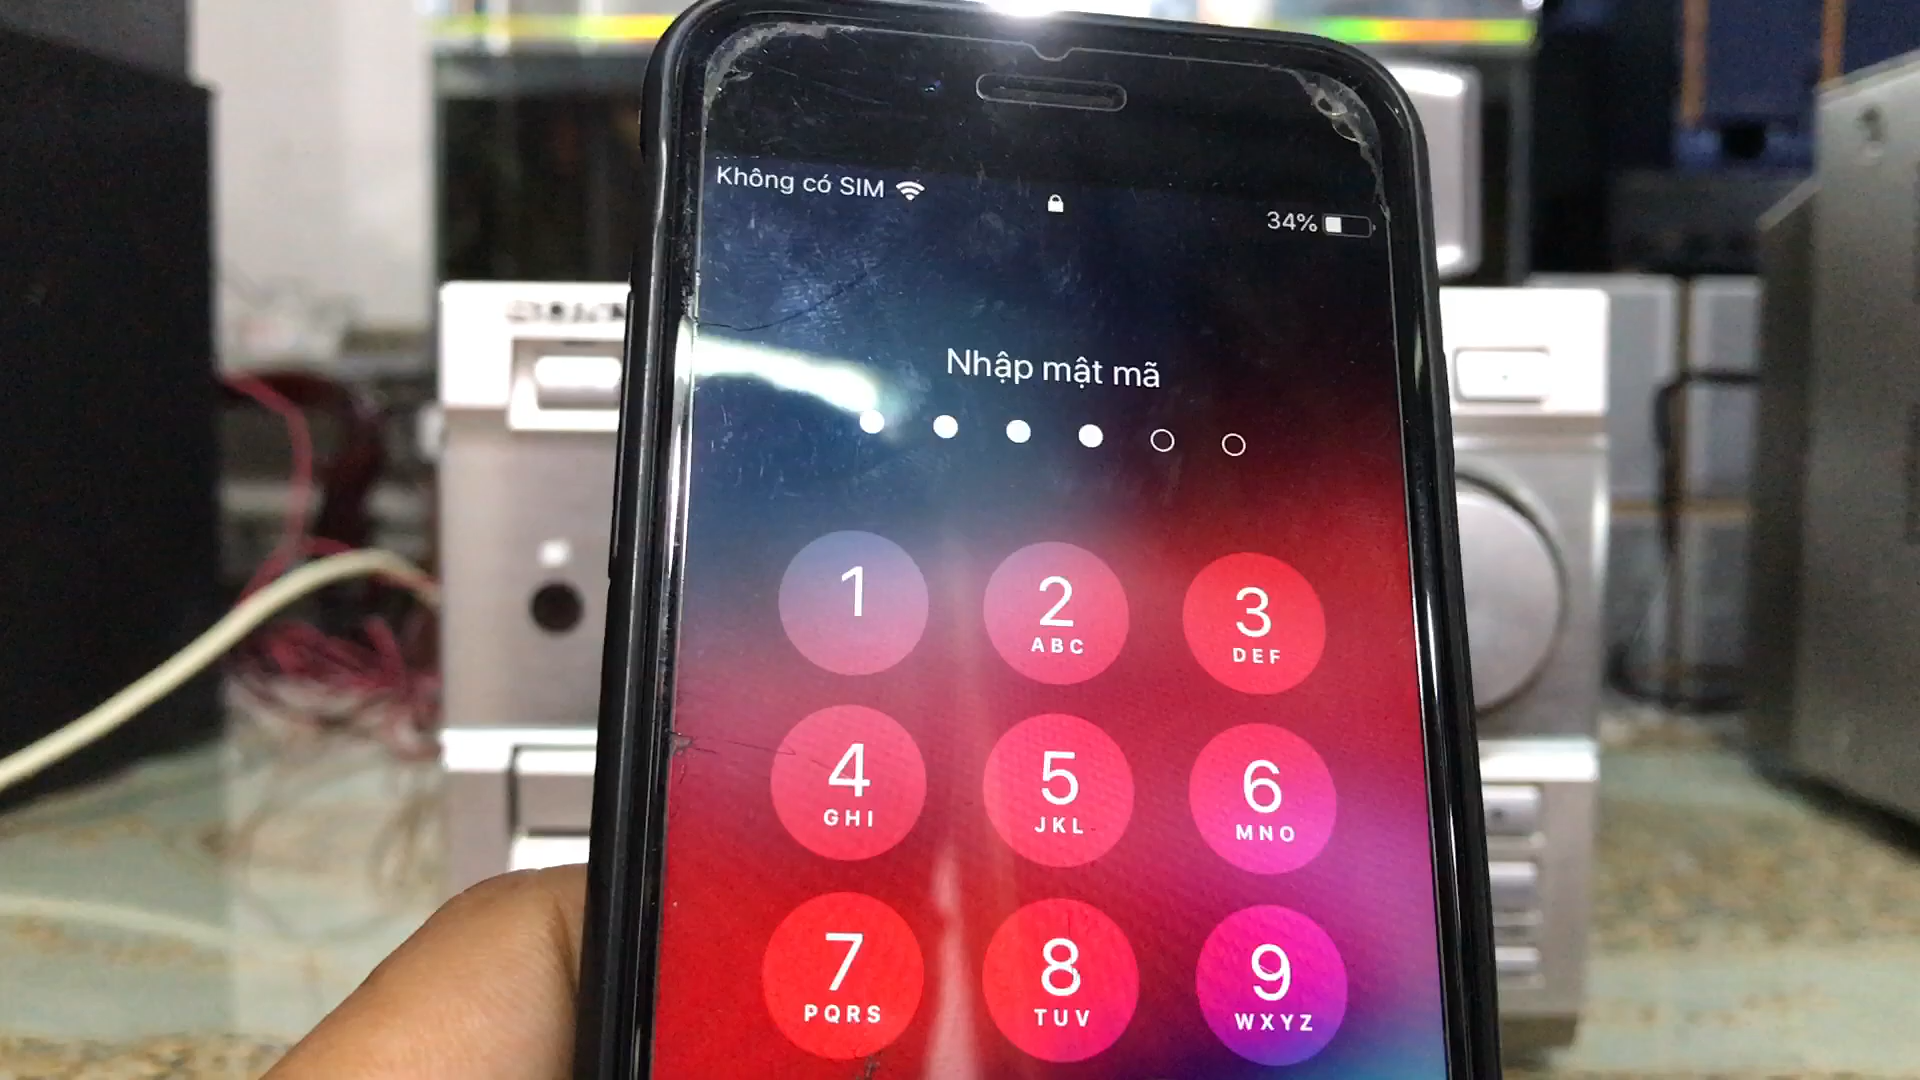 Không có SIM
34%
Nhập mật mã
1
2
ABC
3
DEF
4
GHI
5
JKL
6
MNO
7
PQRS
8
TUV
9
WXYZ